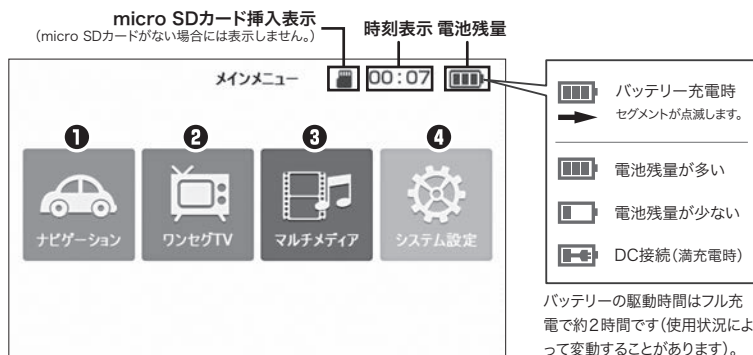 micro SDカード挿入表示
(micro SDカードがない場合には表示しません。)
時刻表示 電池残量
メインメニュー
00:07
❶ ❷ ❸ ❹
ナビゲーション ワンセグTV マルチメディア システム設定
バッテリー充電時
セグメントが点滅します。
電池残量が多い
電池残量が少ない
DC接続(満充電時)
バッテリーの駆動時間はフル充
電で約2時間です(使用状況によ
って変動することがあります)。